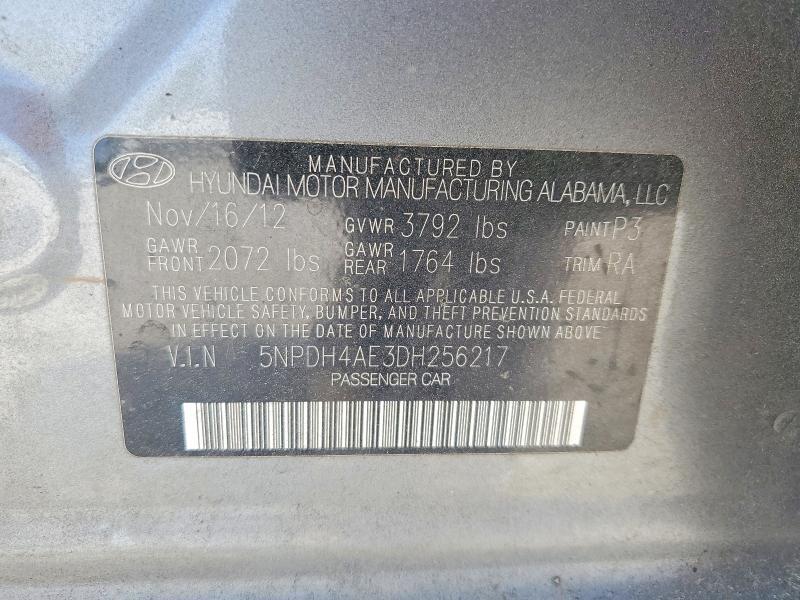 MANUFACTURED BY
HYUNDAI MOTOR MANUFACTURING ALABAMA, LLC
Nov/16/12 GVWR 3792 lbs PAINT P3
GAWR FRONT 2072 lbs GAWR REAR 1764 lbs TRIM RA
THIS VEHICLE CONFORMS TO ALL APPLICABLE U.S.A. FEDERAL
MOTOR VEHICLE SAFETY, BUMPER, AND THEFT PREVENTION STANDARDS
IN EFFECT ON THE DATE OF MANUFACTURE SHOWN ABOVE
V.I.N 5NPDH4AE3DH256217
PASSENGER CAR